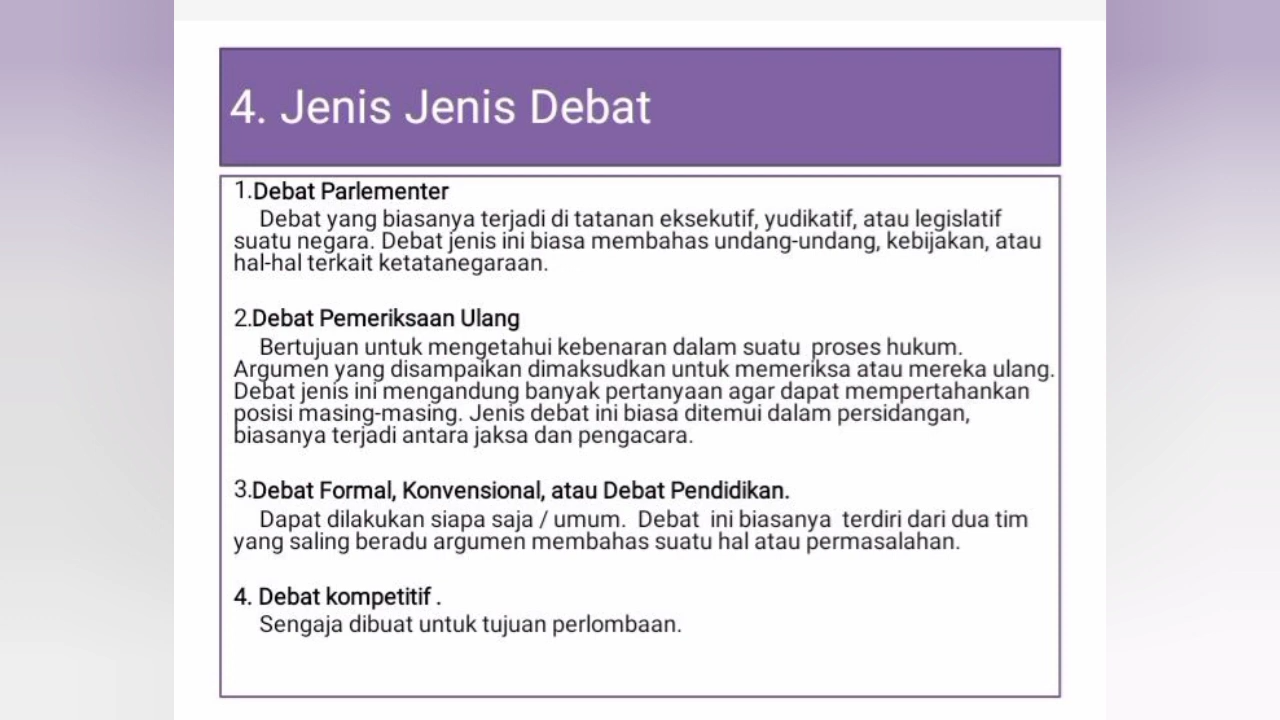 4. Jenis Jenis Debat
1.Debat Parlementer
Debat yang biasanya terjadi di tatanan eksekutif, yudikatif, atau legislatif
suatu negara. Debat jenis ini biasa membahas undang-undang, kebijakan, atau
hal-hal terkait ketatanegaraan.
2.Debat Pemeriksaan Ulang
Bertujuan untuk mengetahui kebenaran dalam suatu proses hukum.
Argumen yang disampaikan dimaksudkan untuk memeriksa atau mereka ulang.
Debat jenis ini mengandung banyak pertanyaan agar dapat mempertahankan
posisi masing-masing. Jenis debat ini biasa ditemui dalam persidangan,
biasanya terjadi antara jaksa dan pengacara.
3.Debat Formal, Konvensional, atau Debat Pendidikan.
Dapat dilakukan siapa saja / umum. Debat ini biasanya terdiri dari dua tim
yang saling beradu argumen membahas suatu hal atau permasalahan.
4. Debat kompetitif .
Sengaja dibuat untuk tujuan perlombaan.